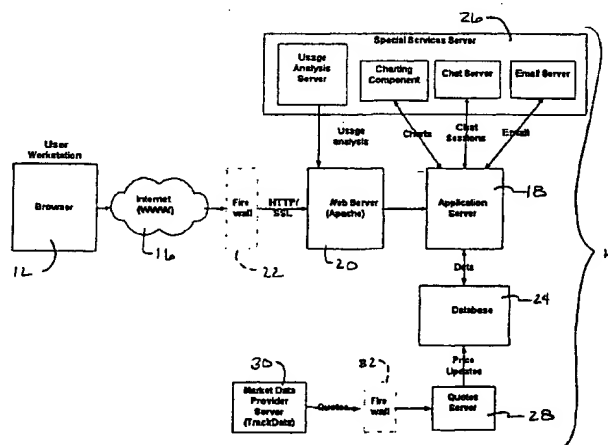 26
Special Services Server
Usage
Analysis
Server
Charting
Component
Chat Server
Email Server
Usage
analysis
Charts
Chat
Sessions
Email
User
Workstation
Browser
12
Internet
(WWW)
16
Fire
wall
22
HTTP/
SSL
Web Server
(Apache)
20
Application
Server
18
Data
Database
24
Price
Updates
30
Market Data
Provider
Server
(TrackData)
Quotes
32
Fire
wall
Quotes
Server
28